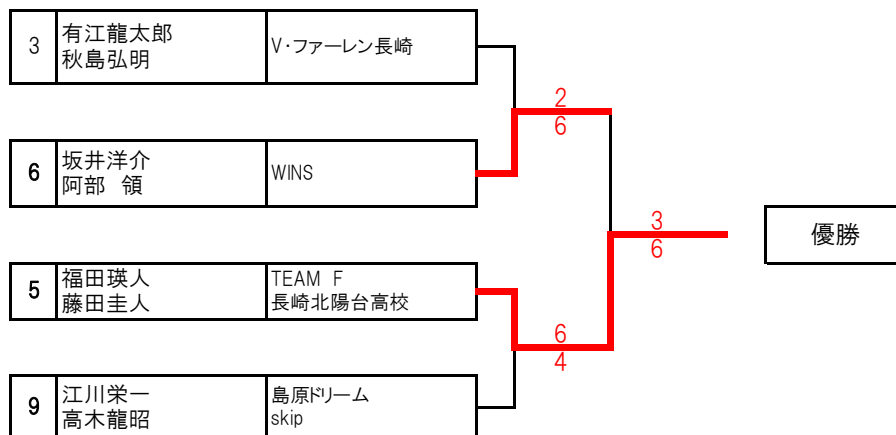 3
有江龍太郎
秋島弘明
V・ファーレン長崎
2
6
6
坂井洋介
阿部 領
WINS
3
6
優勝
5
福田瑛人
藤田圭人
TEAM F
長崎北陽台高校
6
4
9
江川栄一
高木龍昭
島原ドリーム
skip